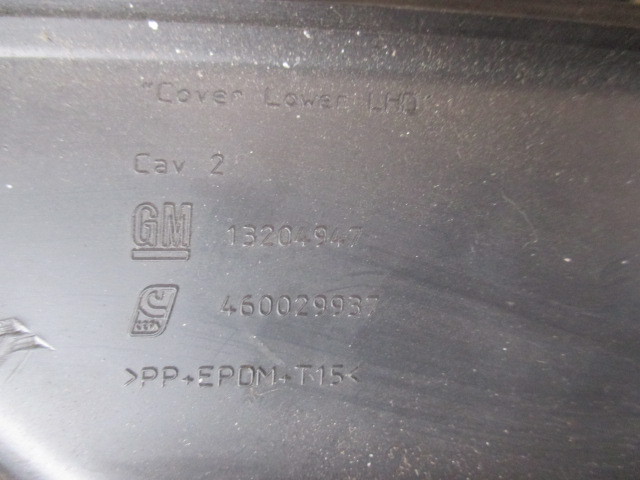 "Cover Lower LHD"
Cav 2
GM 13204947
460029937
>PP+EPDM+T15<